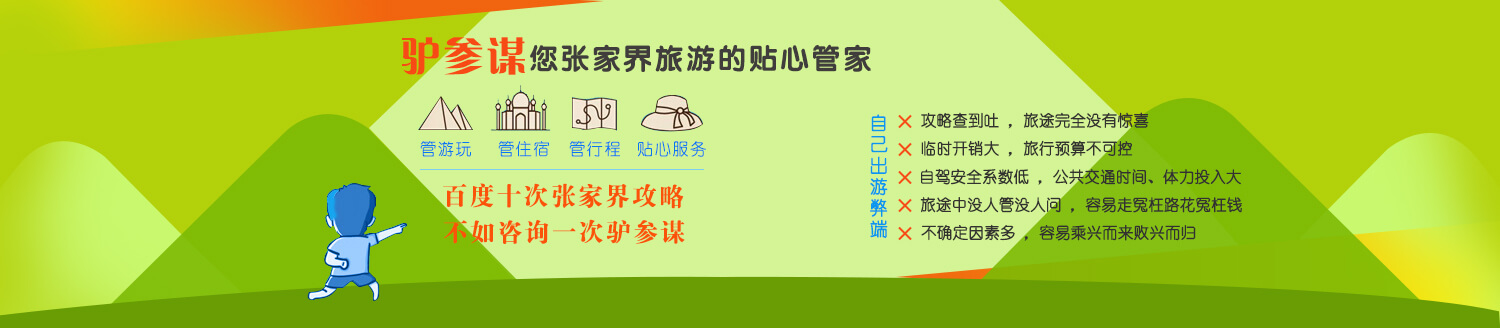 驴参谋您张家界旅游的贴心管家
管游玩 管住宿 管行程 贴心服务
百度十次张家界攻略
不如咨询一次驴参谋
自己出游弊端
× 攻略查到吐，旅途完全没有惊喜
× 临时开销大，旅行预算不可控
× 自驾安全系数低，公共交通时间、体力投入大
× 旅途中没人管没人问，容易走冤枉路花冤枉钱
× 不确定因素多，容易乘兴而来败兴而归